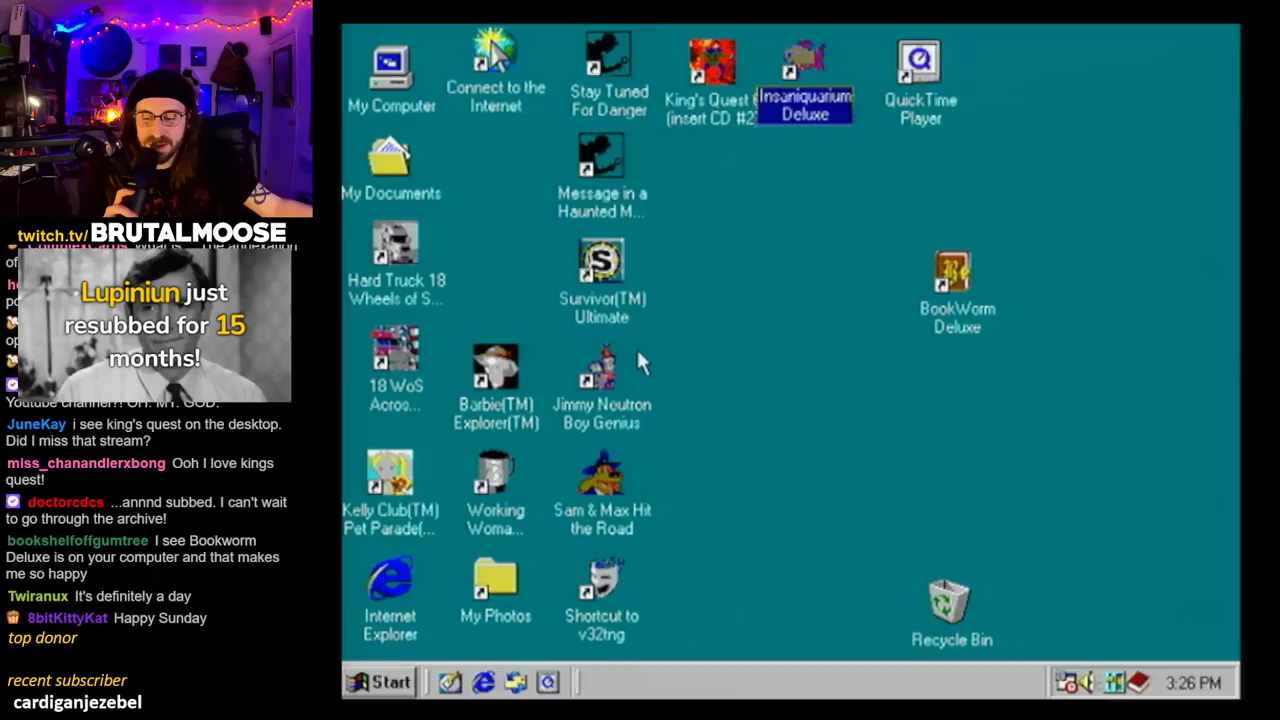 twitch.tv/BRUTALMOOSE
of
Lupiniun just
resubbed for 15
months!
JuneKay i see king's quest on the desktop.
Did I miss that stream?
miss_chanandlerxbong Ooh I love kings
quest!
doctorcdcs ...annnd subbed. I can't wait
to go through the archive!
bookshelfoffgumtree I see Bookworm
Deluxe is on your computer and that makes
me so happy
Twiranux It's definitely a day
8bitKittyKat Happy Sunday
top donor
recent subscriber
cardiganjezebel
My Computer
Connect to the
Internet
Stay Tuned
For Danger
King's Quest
(insert CD #2)
Insaniquarium
Deluxe
QuickTime
Player
My Documents
Message in a
Haunted M...
Hard Truck 18
Wheels of S...
Survivor(TM)
Ultimate
BookWorm
Deluxe
18 WoS
Acros...
Barbie(TM)
Explorer(TM)
Jimmy Neutron
Boy Genius
Kelly Club(TM)
Pet Parade(...
Working
Woma...
Sam & Max Hit
the Road
Internet
Explorer
My Photos
Shortcut to
v32tng
Recycle Bin
Start
3:26 PM